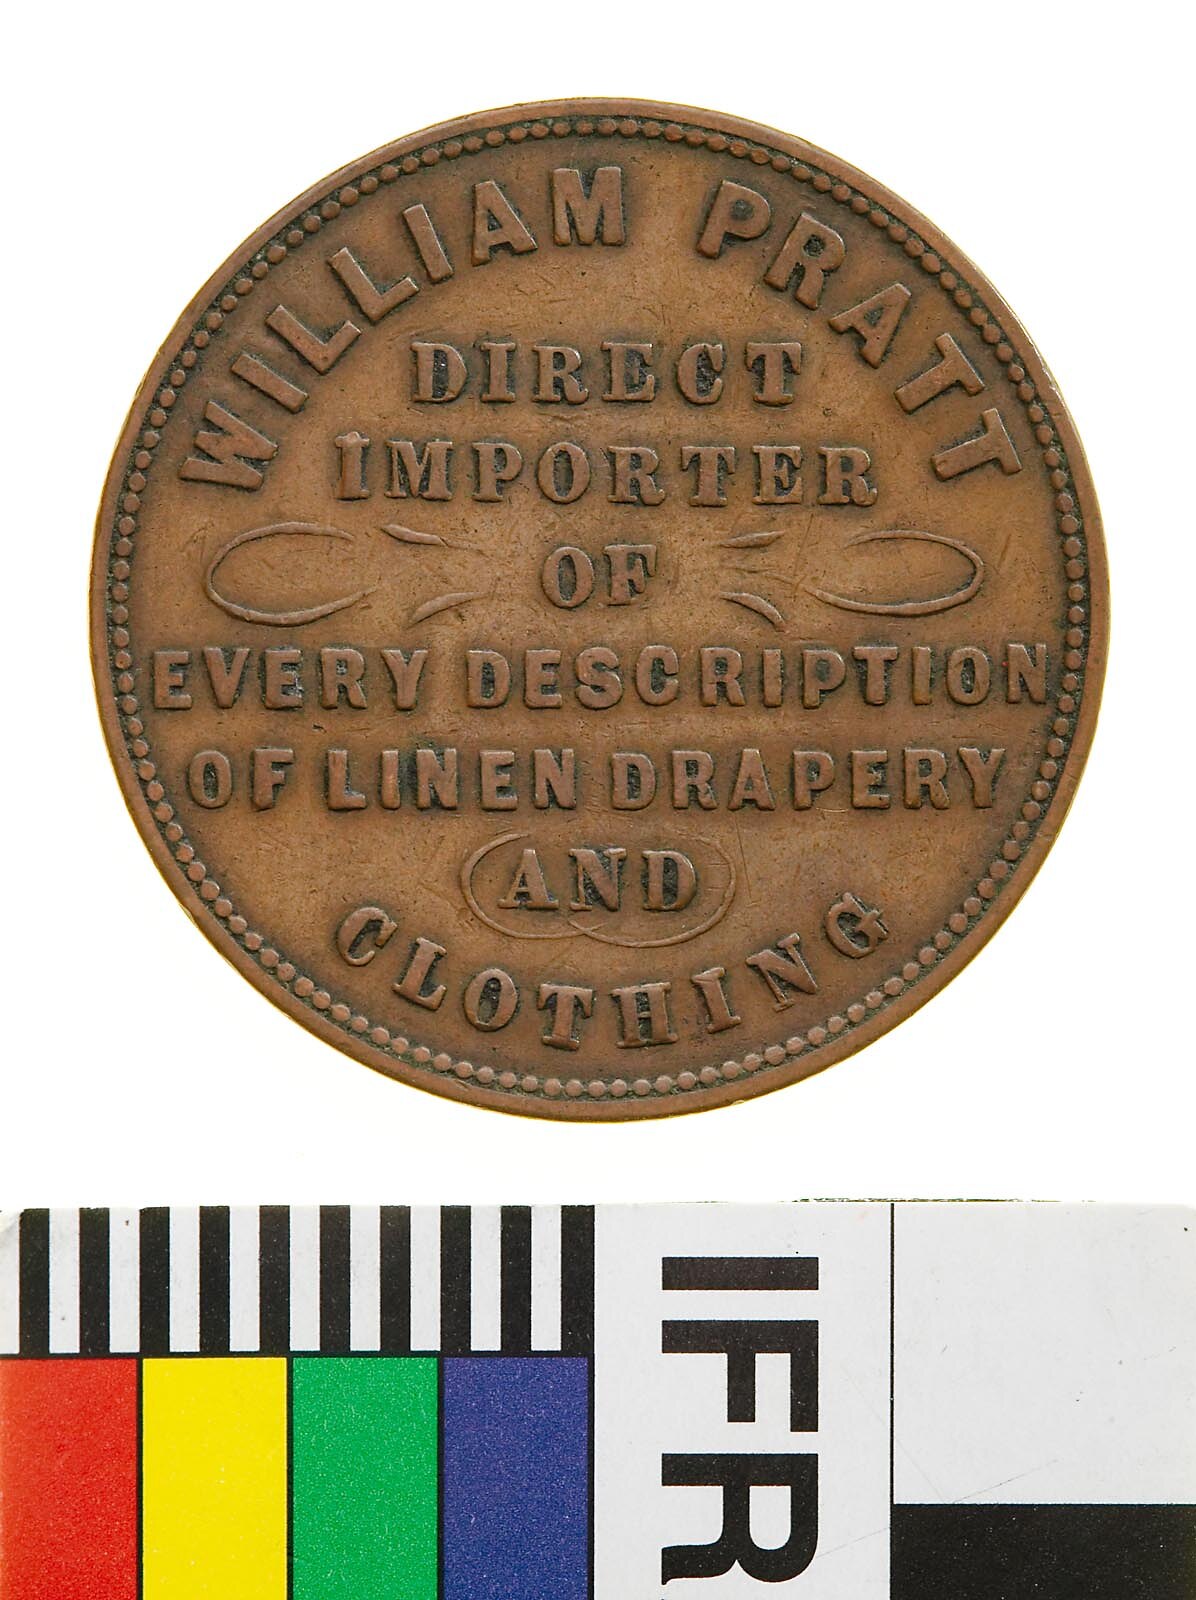 WILLIAM PRATT
DIRECT
IMPORTER
OF
EVERY DESCRIPTION
OF LINEN DRAPERY
AND
CLOTHING
IFR